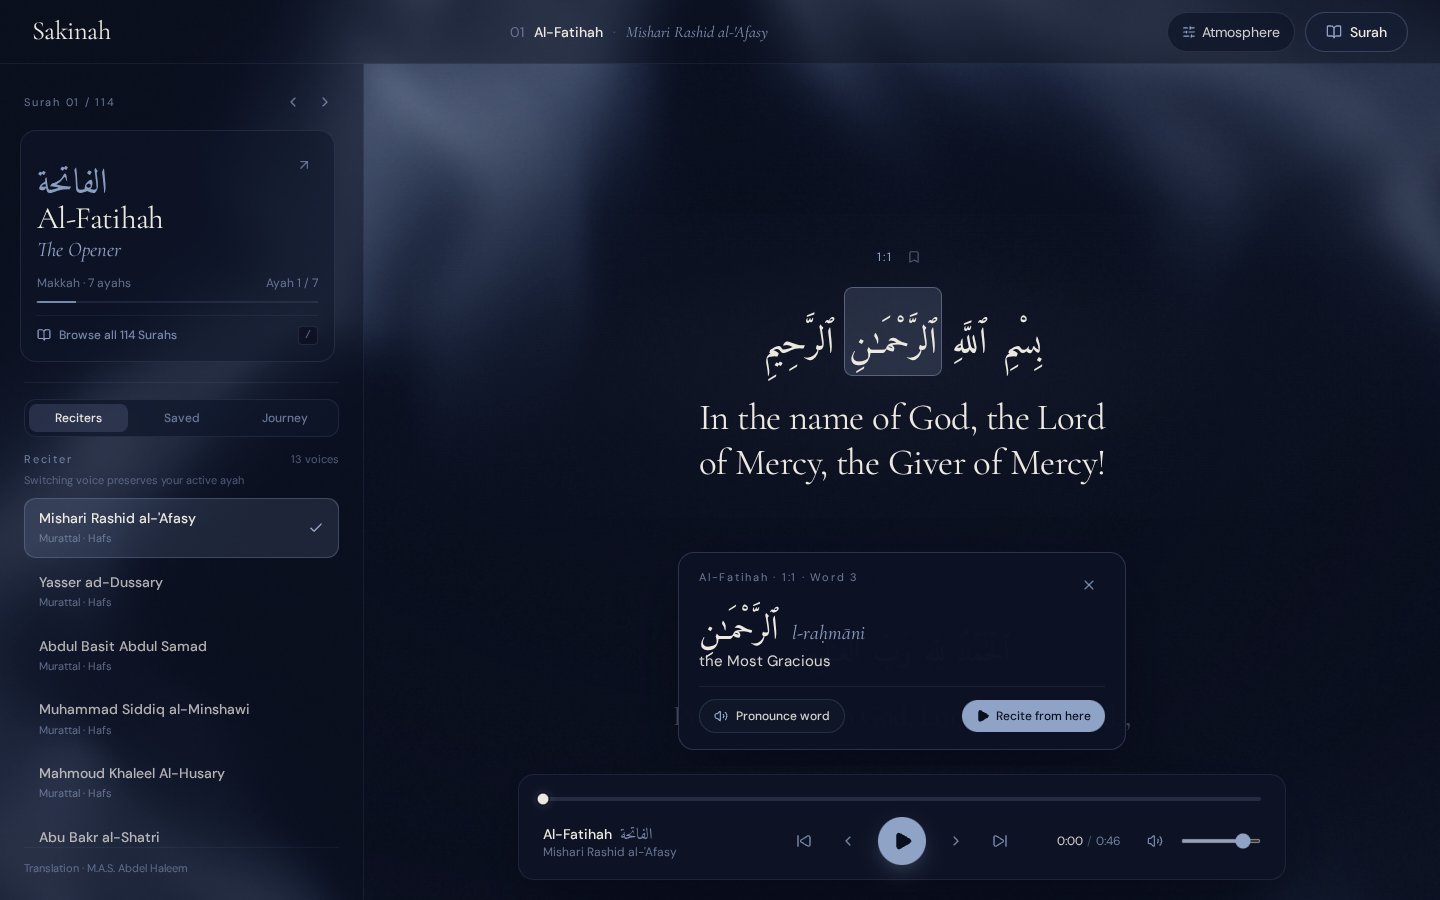 Sakinah
01 Al-Fatihah · Mishari Rashid al-'Afasy
Atmosphere
Surah
Surah 01 / 114
الفاتحة
Al-Fatihah
The Opener
Makkah · 7 ayahs
Ayah 1 / 7
Browse all 114 Surahs
/
Reciters
Saved
Journey
Reciter
13 voices
Switching voice preserves your active ayah
Mishari Rashid al-'Afasy
Murattal · Hafs
Yasser ad-Dussary
Murattal · Hafs
Abdul Basit Abdul Samad
Murattal · Hafs
Muhammad Siddiq al-Minshawi
Murattal · Hafs
Mahmoud Khaleel Al-Husary
Murattal · Hafs
Abu Bakr al-Shatri
Translation · M.A.S. Abdel Haleem
1:1
بِسْمِ ٱللَّهِ ٱلرَّحْمَـٰنِ ٱلرَّحِيمِ
In the name of God, the Lord
of Mercy, the Giver of Mercy!
Al-Fatihah · 1:1 · Word 3
ٱلرَّحْمَـٰنِ l-raḥmāni
the Most Gracious
Pronounce word
Recite from here
Al-Fatihah الفاتحة
Mishari Rashid al-'Afasy
0:00 / 0:46